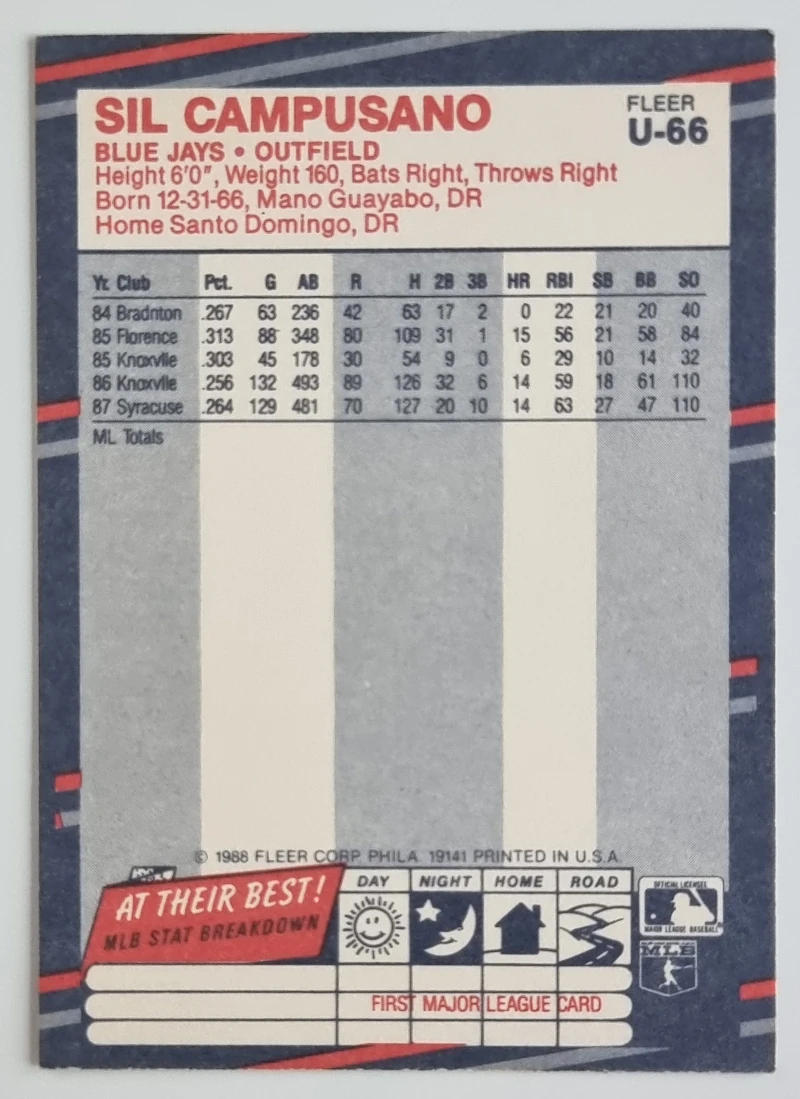 SIL CAMPUSANO
FLEER
U-66
BLUE JAYS • OUTFIELD
Height 6'0", Weight 160, Bats Right, Throws Right
Born 12-31-66, Mano Guayabo, DR
Home Santo Domingo, DR
Yr. Club Pct. G AB R H 2B 3B HR RBI SB BB SO
84 Bradnton .267 63 236 42 63 17 2 0 22 21 20 40
85 Florence .313 88 348 80 109 31 1 15 56 21 58 84
85 Knoxvlle .303 45 178 30 54 9 0 6 29 10 14 32
86 Knoxvlle .256 132 493 89 126 32 6 14 59 18 61 110
87 Syracuse .264 129 481 70 127 20 10 14 63 27 47 110
ML Totals
© 1988 FLEER CORP. PHILA. 19141 PRINTED IN U.S.A.
AT THEIR BEST!
MLB STAT BREAKDOWN
DAY NIGHT HOME ROAD
OFFICIAL LICENSEE
MAJOR LEAGUE BASEBALL
MLB
FIRST MAJOR LEAGUE CARD